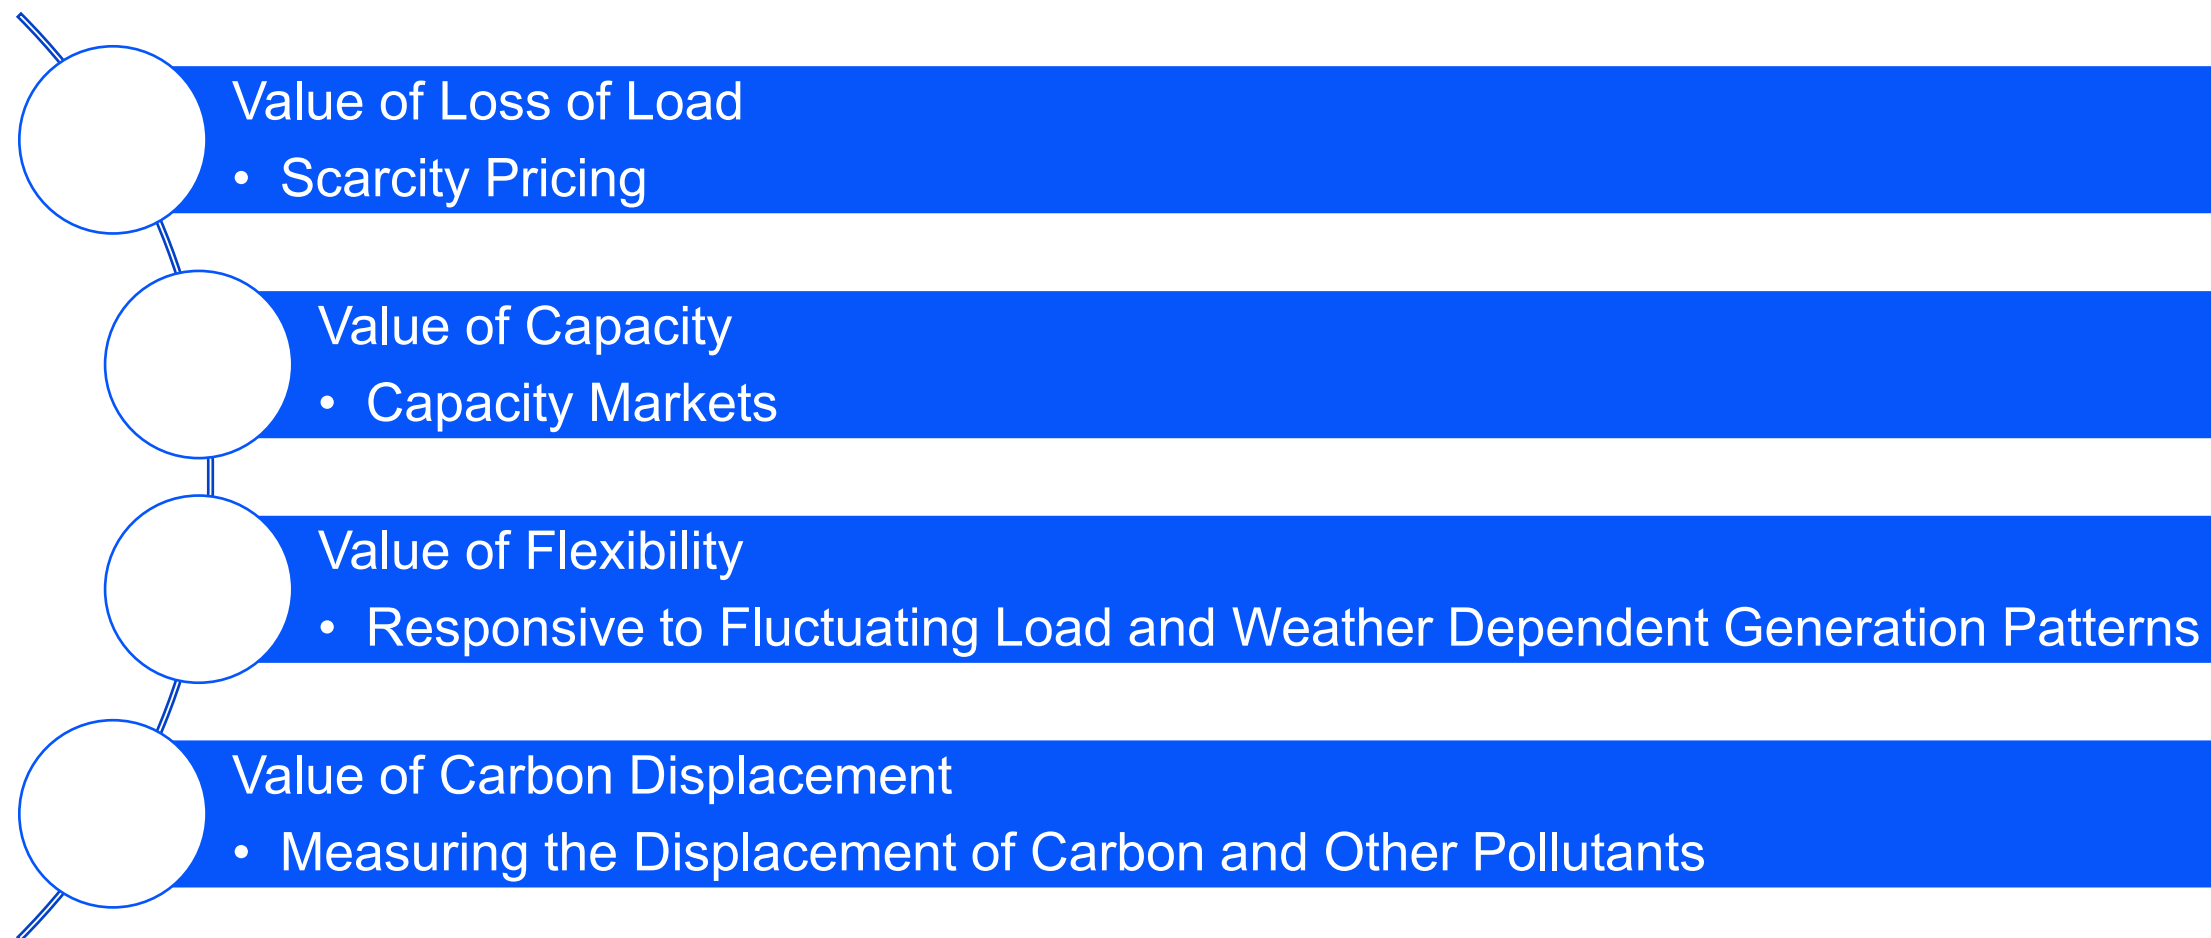 Value of Loss of Load
• Scarcity Pricing
Value of Capacity
• Capacity Markets
Value of Flexibility
• Responsive to Fluctuating Load and Weather Dependent Generation Patterns
Value of Carbon Displacement
• Measuring the Displacement of Carbon and Other Pollutants